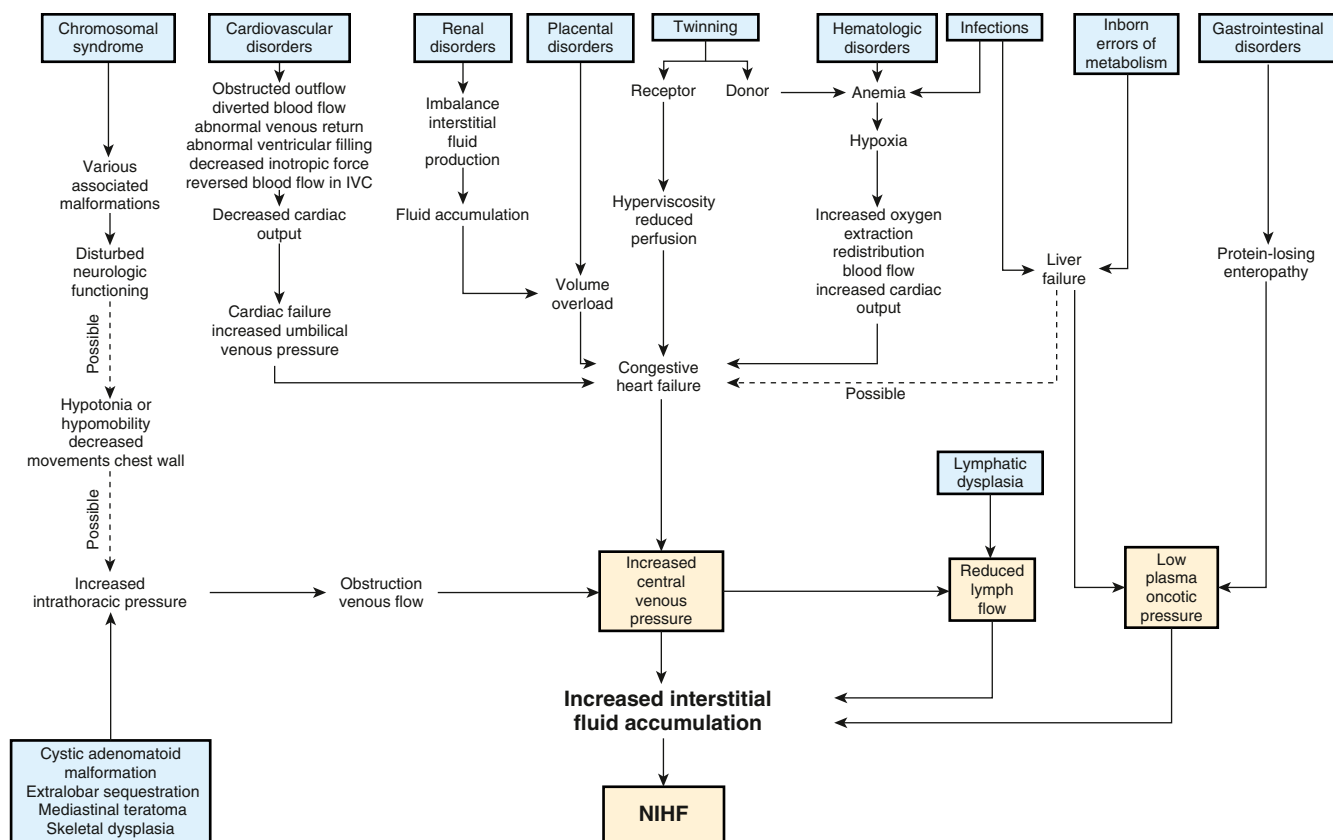 Chromosomal
syndrome
Cardiovascular
disorders
Renal
disorders
Placental
disorders
Twinning
Hematologic
disorders
Infections
Inborn
errors of
metabolism
Gastrointestinal
disorders
Various
associated
malformations
Disturbed
neurologic
functioning
Possible
Hypotonia or
hypomobility
decreased
movements chest wall
Possible
Increased
intrathoracic pressure
Cystic adenomatoid
malformation
Extralobar sequestration
Mediastinal teratoma
Skeletal dysplasia
Obstructed outflow
diverted blood flow
abnormal venous return
abnormal ventricular filling
decreased inotropic force
reversed blood flow in IVC
Decreased cardiac
output
Cardiac failure
increased umbilical
venous pressure
Imbalance
interstitial
fluid
production
Fluid accumulation
Volume
overload
Receptor
Donor
Hyperviscosity
reduced
perfusion
Anemia
Hypoxia
Increased oxygen
extraction
redistribution
blood flow
increased cardiac
output
Liver
failure
Protein-losing
enteropathy
Congestive
heart failure
Possible
Lymphatic
dysplasia
Obstruction
venous flow
Increased
central
venous
pressure
Reduced
lymph
flow
Low
plasma
oncotic
pressure
Increased interstitial
fluid accumulation
NIHF